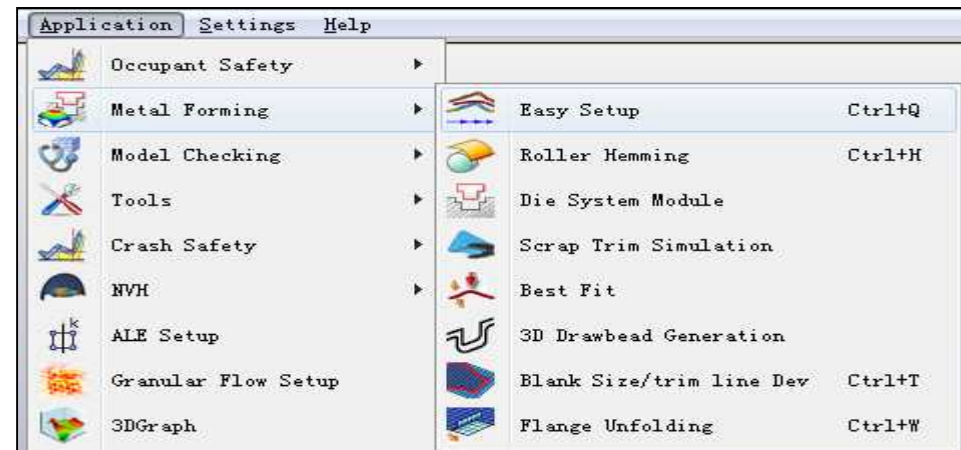 Application Settings Help
Occupant Safety
Metal Forming
Model Checking
Tools
Crash Safety
NVH
ALE Setup
Granular Flow Setup
3DGraph
Easy Setup Ctrl+Q
Roller Hemming Ctrl+H
Die System Module
Scrap Trim Simulation
Best Fit
3D Drawbead Generation
Blank Size/trim line Dev Ctrl+T
Flange Unfolding Ctrl+W